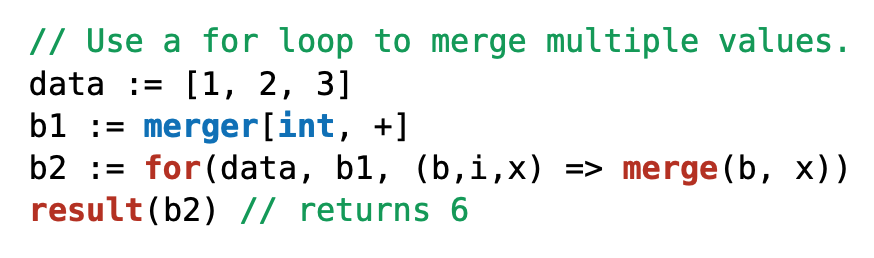 // Use a for loop to merge multiple values.
data := [1, 2, 3]
b1 := merger[int, +]
b2 := for(data, b1, (b,i,x) => merge(b, x))
result(b2) // returns 6